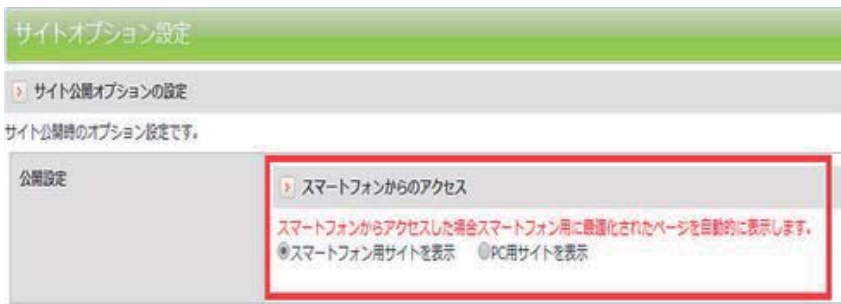 サイトオプション設定
サイト公開オプションの設定
サイト公開時のオプション設定です。
公開設定
スマートフォンからのアクセス
スマートフォンからアクセスした場合スマートフォン用に最適化されたページを自動的に表示します。
スマートフォン用サイトを表示 PC用サイトを表示